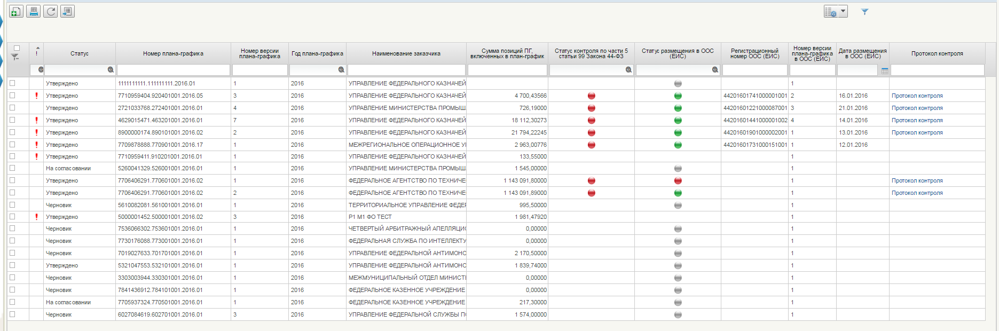 ! Статус Номер плана-графика Номер версии плана-графика Год плана-графика Наименование заказчика Сумма позиций ПГ, включенных в план-график Статус контроля по части 5 статьи 99 Закона 44-ФЗ Статус размещения в ООС (ЕИС) Регистрационный номер ООС (ЕИС) Номер версии плана-графика в ООС (ЕИС) Дата размещения в ООС (ЕИС) Протокол контроля
Утверждено 1111111111.111111111.2016.01 1 2016 УПРАВЛЕНИЕ ФЕДЕРАЛЬНОГО КАЗНАЧЕЙ 1
! Утверждено 7710959404.920401001.2016.05 3 2016 УПРАВЛЕНИЕ ФЕДЕРАЛЬНОГО КАЗНАЧЕЙ 4 700,43566 44201601741000001001 2 16.01.2016 Протокол контроля
Утверждено 2721033768.272401001.2016.01 4 2016 УПРАВЛЕНИЕ МИНИСТЕРСТВА ПРОМЫШ 726,19000 44201601221000087001 3 21.01.2016 Протокол контроля
! Утверждено 4629015471.463201001.2016.01 7 2016 УПРАВЛЕНИЕ ФЕДЕРАЛЬНОГО КАЗНАЧЕЙ 18 112,30273 44201601441000001002 4 14.01.2016 Протокол контроля
! Утверждено 8900000174.890101001.2016.02 2 2016 УПРАВЛЕНИЕ ФЕДЕРАЛЬНОГО КАЗНАЧЕЙ 21 794,22245 44201601901000002001 1 13.01.2016 Протокол контроля
! Утверждено 7709878888.770901001.2016.17 1 2016 МЕЖРЕГИОНАЛЬНОЕ ОПЕРАЦИОННОЕ У 2 963,00776 44201601731000151001 1 12.01.2016
! Утверждено 7710959411.910201001.2016.01 1 2016 УПРАВЛЕНИЕ ФЕДЕРАЛЬНОГО КАЗНАЧЕЙ 133,55000 1
На согласовании 5260041329.526001001.2016.01 1 2016 УПРАВЛЕНИЕ МИНИСТЕРСТВА ПРОМЫШ 1 545,00000 1
Утверждено 7706406291.770601001.2016.02 1 2016 ФЕДЕРАЛЬНОЕ АГЕНТСТВО ПО ТЕХНИЧЕ 1 143 091,80000 1 Протокол контроля
Утверждено 7706406291.770601001.2016.02 2 2016 ФЕДЕРАЛЬНОЕ АГЕНТСТВО ПО ТЕХНИЧЕ 1 143 091,89000 1 Протокол контроля
Черновик 5610082081.561001001.2016.01 1 2016 ТЕРРИТОРИАЛЬНОЕ УПРАВЛЕНИЕ ФЕДЕР 995,50000 1
! Утверждено 5000001452.500001001.2016.02 3 2016 Р1 М1 ФО ТЕСТ 1 981,47920 1
Черновик 7536066302.753601001.2016.01 1 2016 ЧЕТВЕРТЫЙ АРБИТРАЖНЫЙ АПЕЛЛЯЦИО 0,00000 1
Черновик 7730176088.773001001.2016.01 1 2016 ФЕДЕРАЛЬНАЯ СЛУЖБА ПО ИНТЕЛЛЕКТУ 0,00000 1
Черновик 7019027633.701701001.2016.01 1 2016 УПРАВЛЕНИЕ ФЕДЕРАЛЬНОЙ АНТИМОНО 2 170,50000 1
Утверждено 5321047553.532101001.2016.01 1 2016 УПРАВЛЕНИЕ ФЕДЕРАЛЬНОЙ АНТИМОНО 1 839,74000 1
Черновик 3303003944.330301001.2016.01 1 2016 МЕЖМУНИЦИПАЛЬНЫЙ ОТДЕЛ МИНИСТЕ 0,00000 1
Черновик 7841436912.784101001.2016.01 1 2016 ФЕДЕРАЛЬНОЕ КАЗЕННОЕ УЧРЕЖДЕНИЕ 0,00000 1
На согласовании 7705937324.770501001.2016.01 1 2016 ФЕДЕРАЛЬНОЕ КАЗЕННОЕ УЧРЕЖДЕНИЕ 217,30000 1
Черновик 6027084619.602701001.2016.01 3 2016 УПРАВЛЕНИЕ ФЕДЕРАЛЬНОЙ СЛУЖБЫ ПО 1 574,00000 1